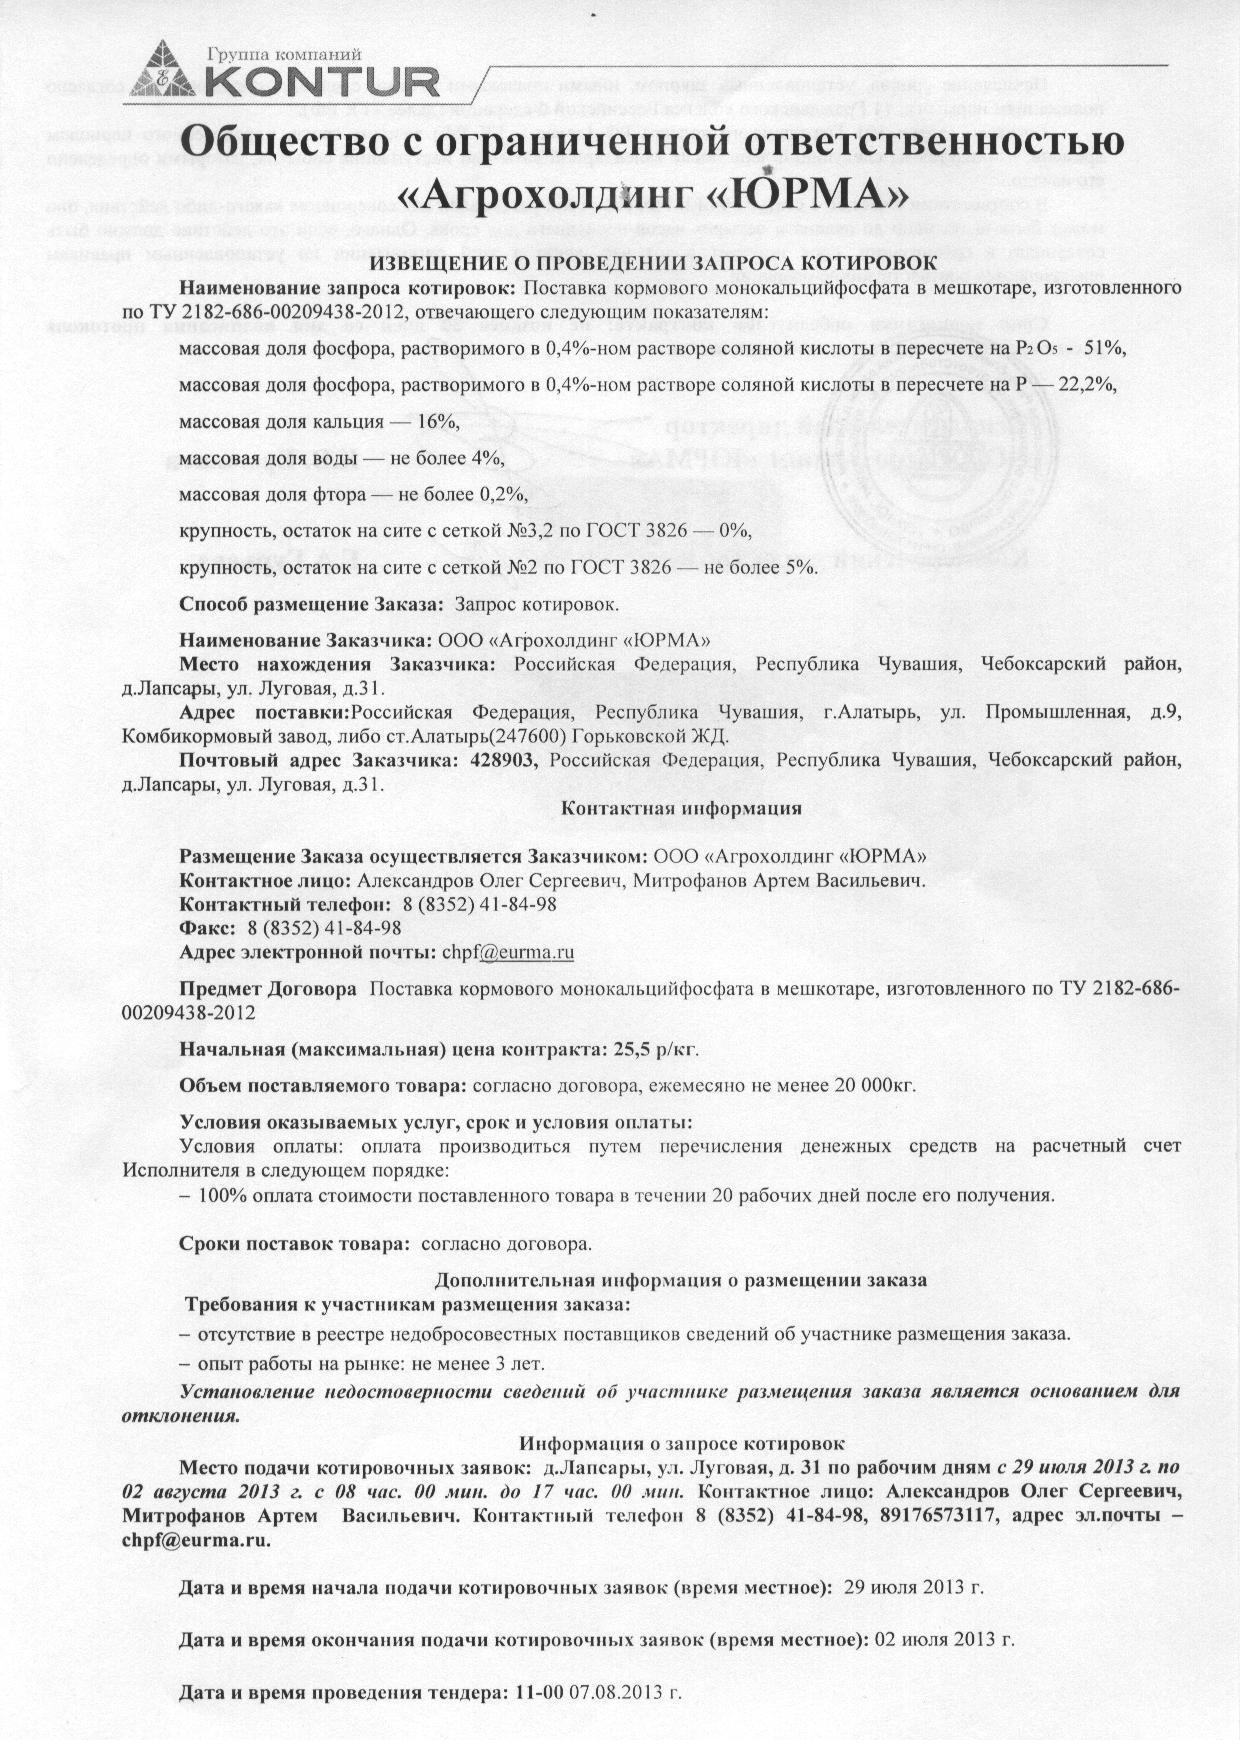 Группа компаний
KONTUR
Общество с ограниченной ответственностью
«Агрохолдинг «ЮРМА»
ИЗВЕЩЕНИЕ О ПРОВЕДЕНИИ ЗАПРОСА КОТИРОВОК
Наименование запроса котировок: Поставка кормового монокальцийфосфата в мешкотаре, изготовленного
по ТУ 2182-686-00209438-2012, отвечающего следующим показателям:
массовая доля фосфора, растворимого в 0,4%-ном растворе соляной кислоты в пересчете на P2 O5 - 51%,
массовая доля фосфора, растворимого в 0,4%-ном растворе соляной кислоты в пересчете на P — 22,2%,
массовая доля кальция — 16%,
массовая доля воды — не более 4%,
массовая доля фтора — не более 0,2%,
крупность, остаток на сите с сеткой №3,2 по ГОСТ 3826 — 0%,
крупность, остаток на сите с сеткой №2 по ГОСТ 3826 — не более 5%.
Способ размещение Заказа: Запрос котировок.
Наименование Заказчика: ООО «Агрохолдинг «ЮРМА»
Место нахождения Заказчика: Российская Федерация, Республика Чувашия, Чебоксарский район,
д.Лапсары, ул. Луговая, д.31.
Адрес поставки:Российская Федерация, Республика Чувашия, г.Алатырь, ул. Промышленная, д.9,
Комбикормовый завод, либо ст.Алатырь(247600) Горьковской ЖД.
Почтовый адрес Заказчика: 428903, Российская Федерация, Республика Чувашия, Чебоксарский район,
д.Лапсары, ул. Луговая, д.31.
Контактная информация
Размещение Заказа осуществляется Заказчиком: ООО «Агрохолдинг «ЮРМА»
Контактное лицо: Александров Олег Сергеевич, Митрофанов Артем Васильевич.
Контактный телефон: 8 (8352) 41-84-98
Факс: 8 (8352) 41-84-98
Адрес электронной почты: chpf@eurma.ru
Предмет Договора Поставка кормового монокальцийфосфата в мешкотаре, изготовленного по ТУ 2182-686-
00209438-2012
Начальная (максимальная) цена контракта: 25,5 р/кг.
Объем поставляемого товара: согласно договора, ежемесяно не менее 20 000кг.
Условия оказываемых услуг, срок и условия оплаты:
Условия оплаты: оплата производиться путем перечисления денежных средств на расчетный счет
Исполнителя в следующем порядке:
– 100% оплата стоимости поставленного товара в течении 20 рабочих дней после его получения.
Сроки поставок товара: согласно договора.
Дополнительная информация о размещении заказа
Требования к участникам размещения заказа:
– отсутствие в реестре недобросовестных поставщиков сведений об участнике размещения заказа.
– опыт работы на рынке: не менее 3 лет.
Установление недостоверности сведений об участнике размещения заказа является основанием для
отклонения.
Информация о запросе котировок
Место подачи котировочных заявок: д.Лапсары, ул. Луговая, д. 31 по рабочим дням с 29 июля 2013 г. по
02 августа 2013 г. с 08 час. 00 мин. до 17 час. 00 мин. Контактное лицо: Александров Олег Сергеевич,
Митрофанов Артем Васильевич. Контактный телефон 8 (8352) 41-84-98, 89176573117, адрес эл.почты –
chpf@eurma.ru.
Дата и время начала подачи котировочных заявок (время местное): 29 июля 2013 г.
Дата и время окончания подачи котировочных заявок (время местное): 02 июля 2013 г.
Дата и время проведения тендера: 11-00 07.08.2013 г.